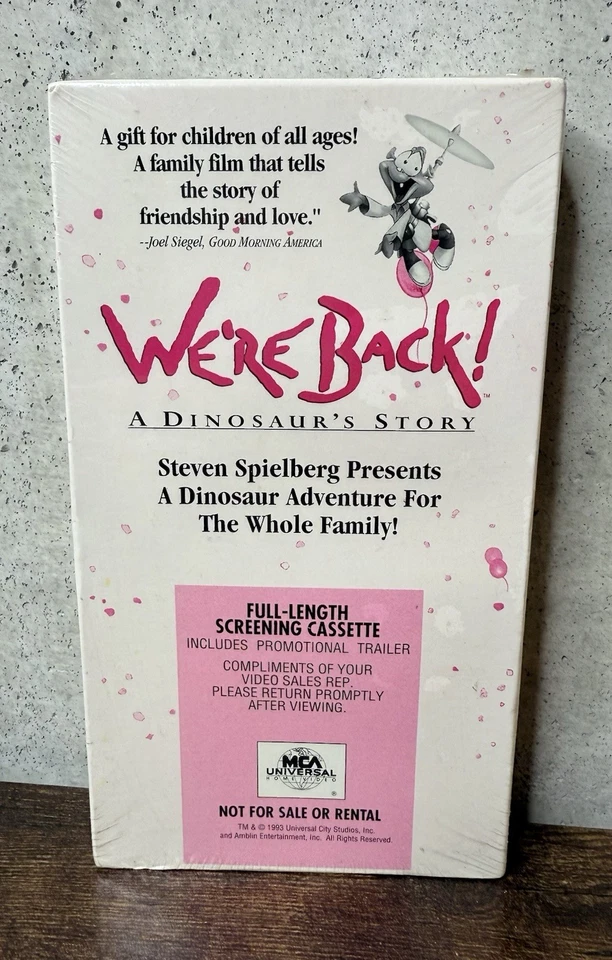 A gift for children of all ages!
A family film that tells
the story of
friendship and love."
--Joel Siegel, GOOD MORNING AMERICA
WE'RE BACK!
TM
A DINOSAUR'S STORY
Steven Spielberg Presents
A Dinosaur Adventure For
The Whole Family!
FULL-LENGTH
SCREENING CASSETTE
INCLUDES PROMOTIONAL TRAILER
COMPLIMENTS OF YOUR
VIDEO SALES REP.
PLEASE RETURN PROMPTLY
AFTER VIEWING.
MCA
UNIVERSAL
HOME VIDEO
®
NOT FOR SALE OR RENTAL
TM & © 1993 Universal City Studios, Inc.
and Amblin Entertainment, Inc. All Rights Reserved.